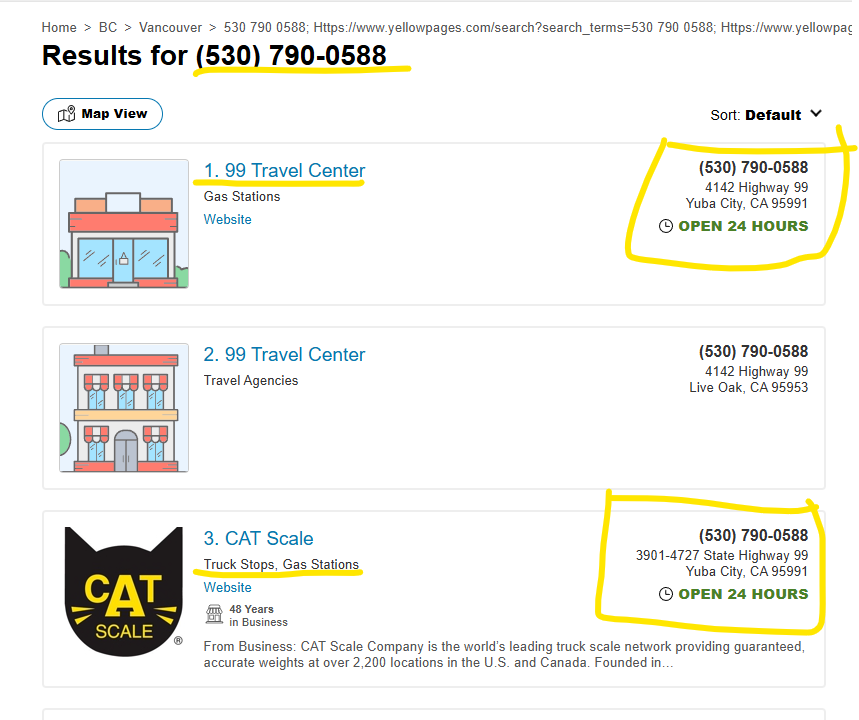 Home > BC > Vancouver > 530 790 0588; Https://www.yellowpages.com/search?search_terms=530 790 0588; Https://www.yellowpag
Results for (530) 790-0588
Map View
Sort: Default
1. 99 Travel Center
Gas Stations
Website
(530) 790-0588
4142 Highway 99
Yuba City, CA 95991
OPEN 24 HOURS
2. 99 Travel Center
Travel Agencies
(530) 790-0588
4142 Highway 99
Live Oak, CA 95953
CAT
SCALE
®
3. CAT Scale
Truck Stops, Gas Stations
Website
48 Years
in Business
(530) 790-0588
3901-4727 State Highway 99
Yuba City, CA 95991
OPEN 24 HOURS
From Business: CAT Scale Company is the world’s leading truck scale network providing guaranteed,
accurate weights at over 2,200 locations in the U.S. and Canada. Founded in…